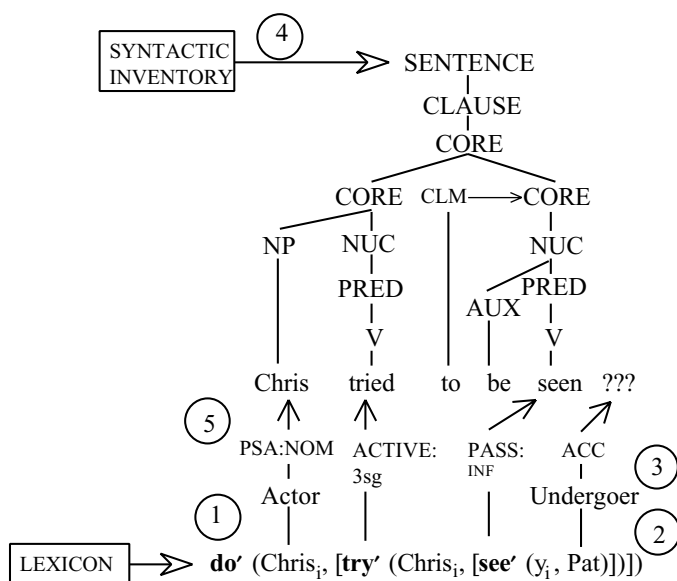 4
SYNTACTIC
INVENTORY
SENTENCE
CLAUSE
CORE
CORE CLM CORE
NP NUC NUC
PRED PRED
AUX
V V
Chris tried to be seen ???
5
PSA:NOM ACTIVE: PASS: ACC
3sg INF
3
Actor Undergoer
1
2
LEXICON
do′ (Chrisᵢ, [try′ (Chrisᵢ, [see′ (yᵢ, Pat)])])